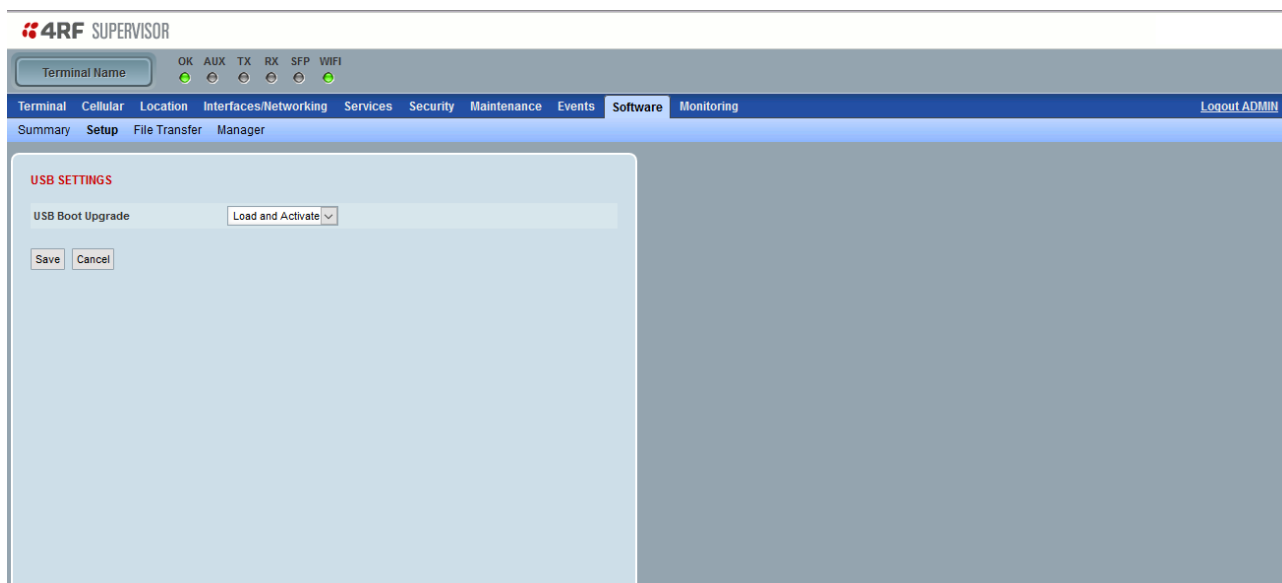 4RF SUPERVISOR
OK AUX TX RX SFP WIFI
Terminal Name
Terminal Cellular Location Interfaces/Networking Services Security Maintenance Events Software Monitoring Logout ADMIN
Summary Setup File Transfer Manager
USB SETTINGS
USB Boot Upgrade Load and Activate
Save Cancel